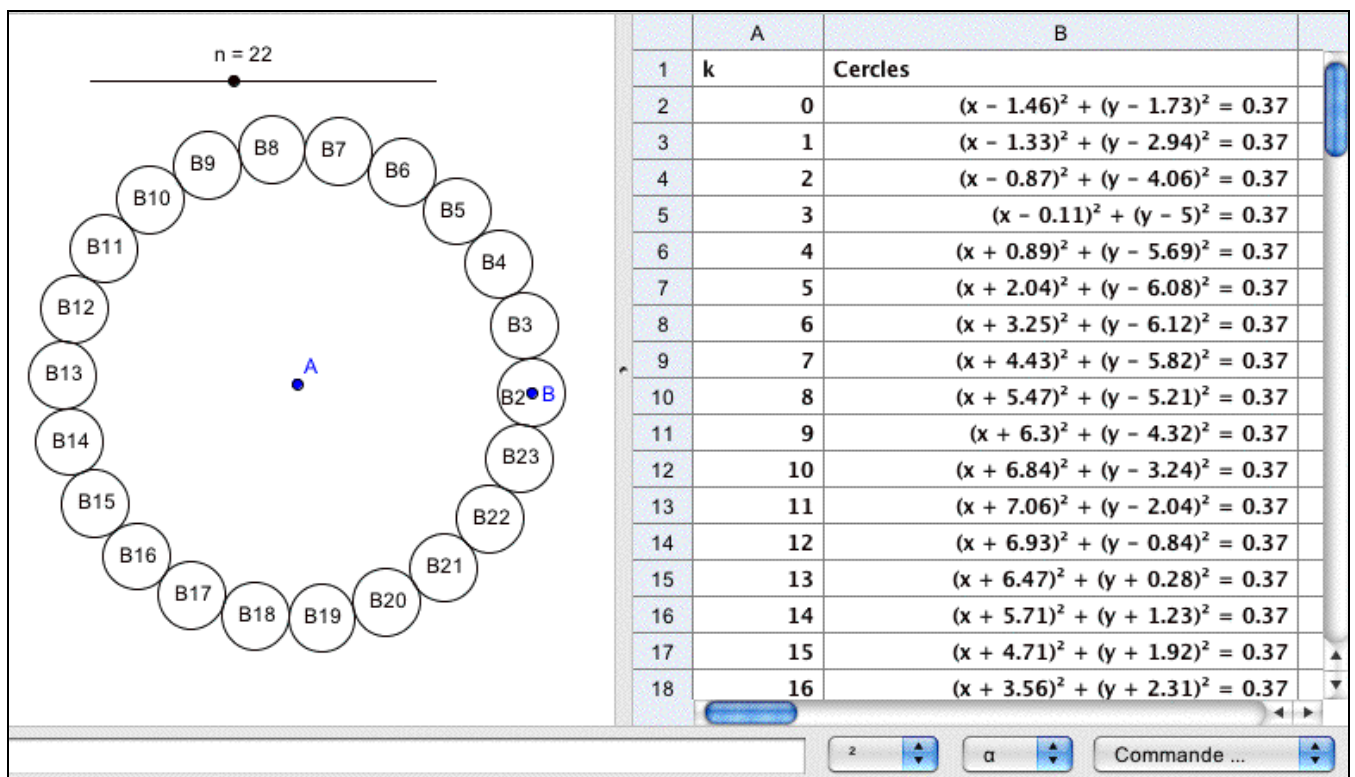 n = 22
B8 B7
B9 B6
B10 B5
B11 B4
B12 B3
A
B13
B2 B
B14 B23
B15 B22
B16 B21
B17 B20
B18 B19
A B
1 k Cercles
2 0 (x – 1.46)² + (y – 1.73)² = 0.37
3 1 (x – 1.33)² + (y – 2.94)² = 0.37
4 2 (x – 0.87)² + (y – 4.06)² = 0.37
5 3 (x – 0.11)² + (y – 5)² = 0.37
6 4 (x + 0.89)² + (y – 5.69)² = 0.37
7 5 (x + 2.04)² + (y – 6.08)² = 0.37
8 6 (x + 3.25)² + (y – 6.12)² = 0.37
9 7 (x + 4.43)² + (y – 5.82)² = 0.37
10 8 (x + 5.47)² + (y – 5.21)² = 0.37
11 9 (x + 6.3)² + (y – 4.32)² = 0.37
12 10 (x + 6.84)² + (y – 3.24)² = 0.37
13 11 (x + 7.06)² + (y – 2.04)² = 0.37
14 12 (x + 6.93)² + (y – 0.84)² = 0.37
15 13 (x + 6.47)² + (y + 0.28)² = 0.37
16 14 (x + 5.71)² + (y + 1.23)² = 0.37
17 15 (x + 4.71)² + (y + 1.92)² = 0.37
18 16 (x + 3.56)² + (y + 2.31)² = 0.37
² α Commande ...